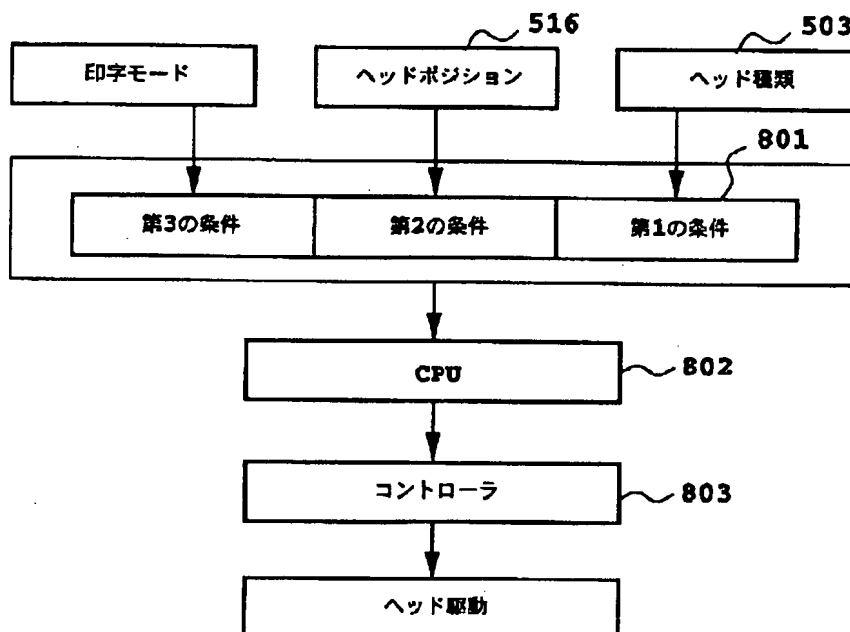 516
503
印字モード
ヘッドポジション
ヘッド種類
801
第3の条件
第2の条件
第1の条件
CPU
802
コントローラ
803
ヘッド駆動